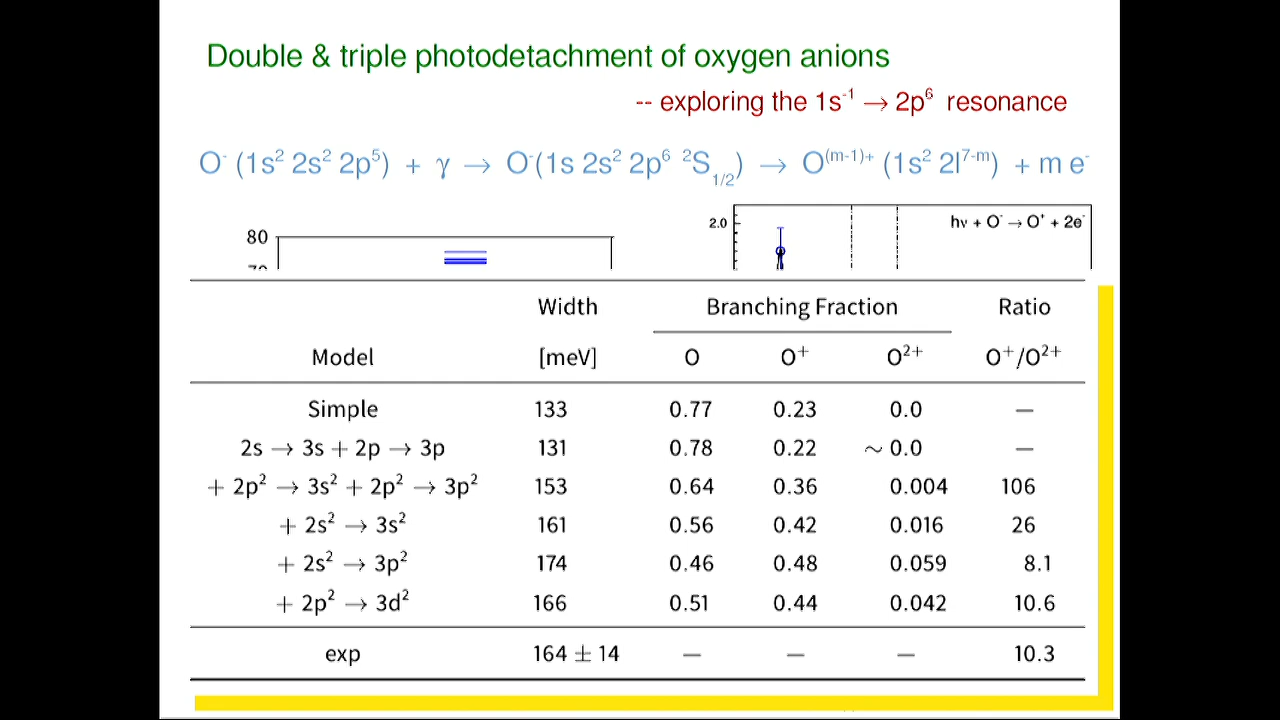 Double & triple photodetachment of oxygen anions
-- exploring the 1s⁻¹ → 2p⁶ resonance
O⁻ (1s² 2s² 2p⁵) + γ → O⁻(1s 2s² 2p⁶ ²S₁/₂) → O⁽ᵐ⁻¹⁾⁺ (1s² 2l⁷⁻ᵐ) + m e⁻
80
2.0 hν + O⁻ → O⁺ + 2e⁻
Width Branching Fraction Ratio
Model [meV] O O⁺ O²⁺ O⁺/O²⁺
Simple 133 0.77 0.23 0.0 —
2s → 3s + 2p → 3p 131 0.78 0.22 ~ 0.0 —
+ 2p² → 3s² + 2p² → 3p² 153 0.64 0.36 0.004 106
+ 2s² → 3s² 161 0.56 0.42 0.016 26
+ 2s² → 3p² 174 0.46 0.48 0.059 8.1
+ 2p² → 3d² 166 0.51 0.44 0.042 10.6
exp 164 ± 14 — — — 10.3